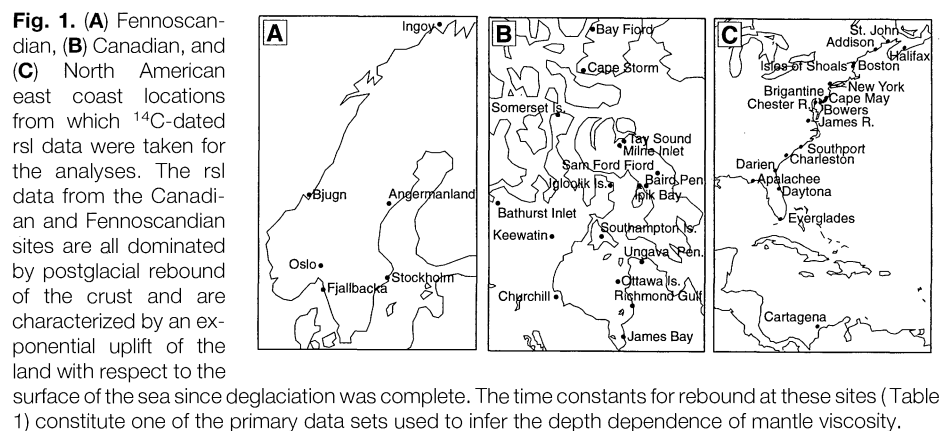 Fig. 1. (A) Fennoscan-
dian, (B) Canadian, and
(C) North American
east coast locations
from which 14C-dated
rsl data were taken for
the analyses. The rsl
data from the Canadi-
an and Fennoscandian
sites are all dominated
by postglacial rebound
of the crust and are
characterized by an ex-
ponential uplift of the
land with respect to the
surface of the sea since deglaciation was complete. The time constants for rebound at these sites (Table
1) constitute one of the primary data sets used to infer the depth dependence of mantle viscosity.
A
Ingoy
Bjugn
Angermanland
Oslo
Stockholm
Fjallbacka
B
Bay Fiord
Cape Storm
Somerset Is.
Tay Sound
Milne Inlet
Sam Ford Fiord
Igloolik Is.
Baird Pen.
Ipik Bay
Bathurst Inlet
Keewatin
Southampton Is.
Ungava Pen.
Ottawa Is.
Churchill
Richmond Gulf
James Bay
C
St. John
Addison
Halifax
Isles of Shoals
Boston
New York
Brigantine
Cape May
Chester R.
Bowers
James R.
Southport
Charleston
Darien
Apalachee
Daytona
Everglades
Cartagena